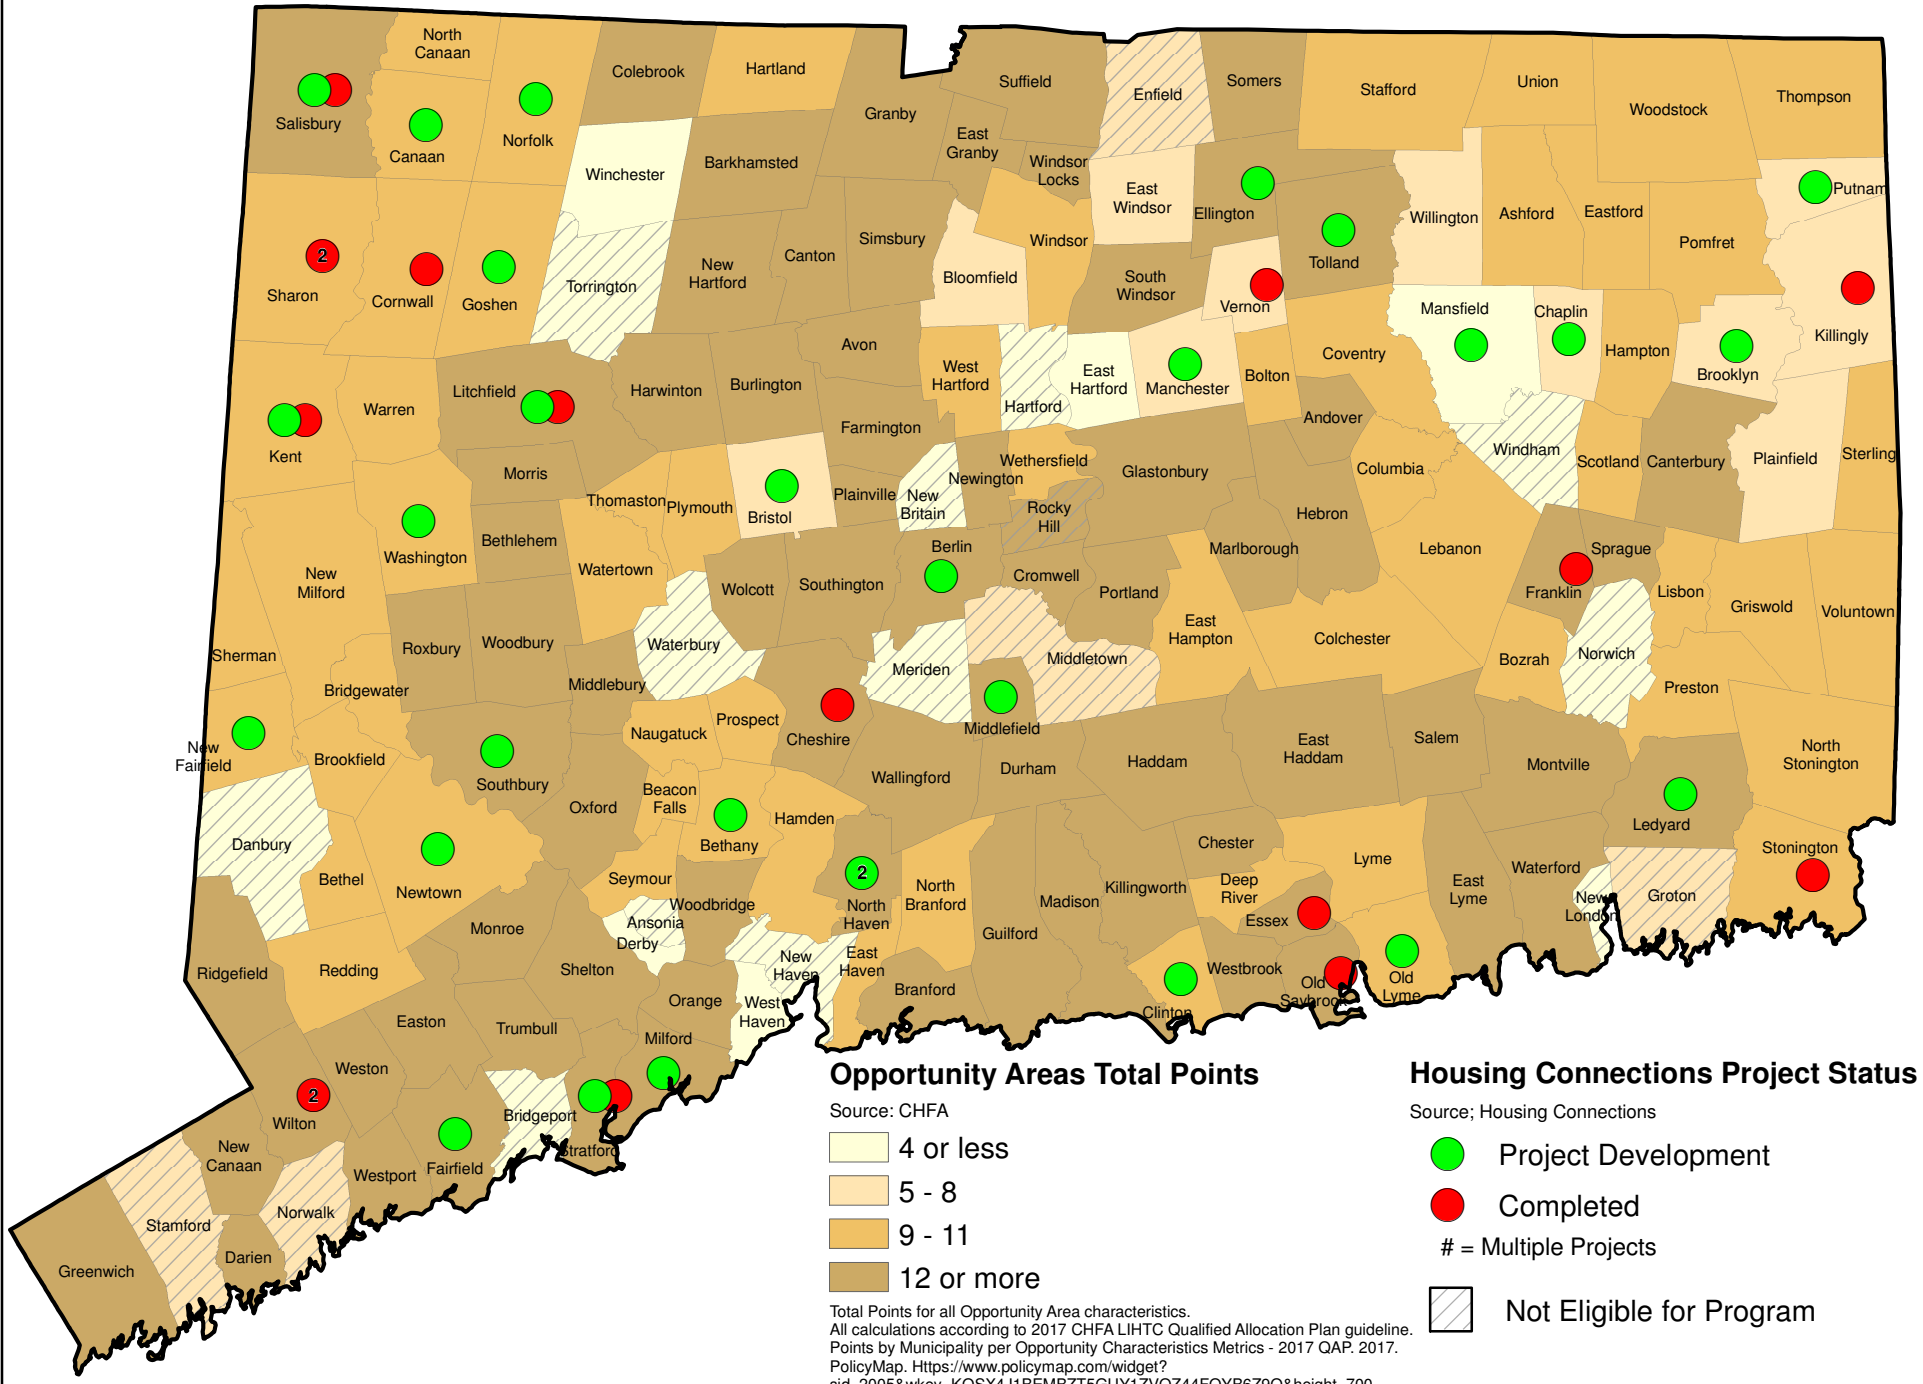 North
Canaan
Colebrook
Hartland
Suffield
Enfield
Somers
Stafford
Union
Woodstock
Thompson
Salisbury
Canaan
Norfolk
Granby
East
Granby
Windsor
Locks
Winchester
Barkhamsted
East
Windsor
Ellington
Willington
Ashford
Eastford
Putnam
Pomfret
2
Sharon
Cornwall
Goshen
Torrington
New
Hartford
Canton
Simsbury
Windsor
Bloomfield
South
Windsor
Tolland
Vernon
Mansfield
Chaplin
Killingly
Hampton
Brooklyn
Kent
Warren
Litchfield
Harwinton
Burlington
Avon
West
Hartford
Hartford
East
Hartford
Manchester
Bolton
Coventry
Andover
Farmington
Morris
Thomaston
Plymouth
Bristol
Plainville
New
Britain
Newington
Wethersfield
Rocky
Hill
Glastonbury
Columbia
Windham
Scotland
Canterbury
Plainfield
Sterling
Washington
Bethlehem
Watertown
Wolcott
Southington
Berlin
Cromwell
Portland
Marlborough
Hebron
Lebanon
Sprague
Franklin
Lisbon
Griswold
Voluntown
New
Milford
Sherman
Bridgewater
Roxbury
Woodbury
Middlebury
Waterbury
Meriden
Middletown
East
Hampton
Colchester
Bozrah
Norwich
Preston
New
Fairfield
Brookfield
Southbury
Naugatuck
Prospect
Cheshire
Middlefield
Wallingford
Durham
Haddam
East
Haddam
Salem
Montville
North
Stonington
Danbury
Bethel
Newtown
Oxford
Beacon
Falls
Bethany
Hamden
2
North
Haven
Chester
Lyme
Ledyard
Stonington
Seymour
Woodbridge
North
Branford
Madison
Killingworth
Deep
River
Essex
East
Lyme
Waterford
New
London
Groton
Ridgefield
Redding
Monroe
Shelton
Ansonia
Derby
New
Haven
East
Haven
Guilford
Westbrook
Old
Saybrook
Old
Lyme
Orange
West
Haven
Branford
Clinton
Easton
Trumbull
Milford
Weston
2
Wilton
Bridgeport
Stratford
New
Canaan
Westport
Fairfield
Stamford
Norwalk
Darien
Greenwich
Opportunity Areas Total Points
Source: CHFA
4 or less
5 - 8
9 - 11
12 or more
Total Points for all Opportunity Area characteristics.
All calculations according to 2017 CHFA LIHTC Qualified Allocation Plan guideline.
Points by Municipality per Opportunity Characteristics Metrics - 2017 QAP. 2017.
PolicyMap. Https://www.policymap.com/widget?
Housing Connections Project Status
Source; Housing Connections
Project Development
Completed
# = Multiple Projects
Not Eligible for Program